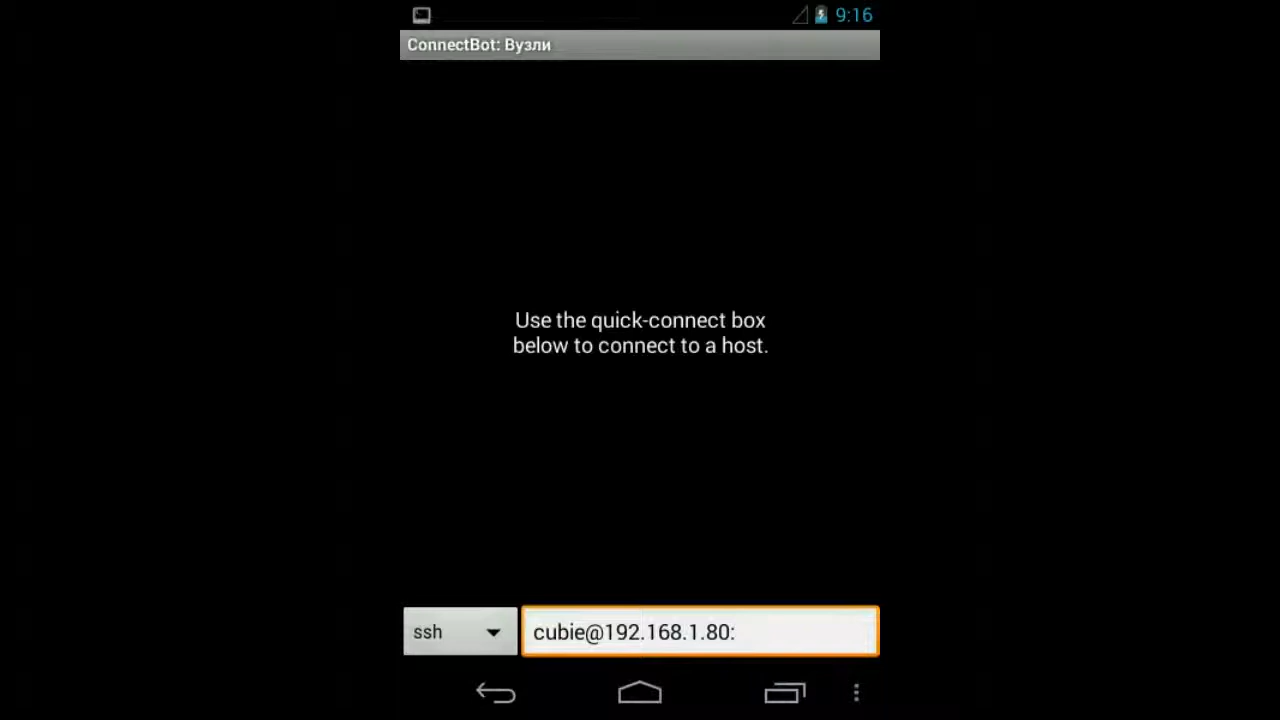 9:16
ConnectBot: Вузли
Use the quick-connect box
below to connect to a host.
ssh
cubie@192.168.1.80: